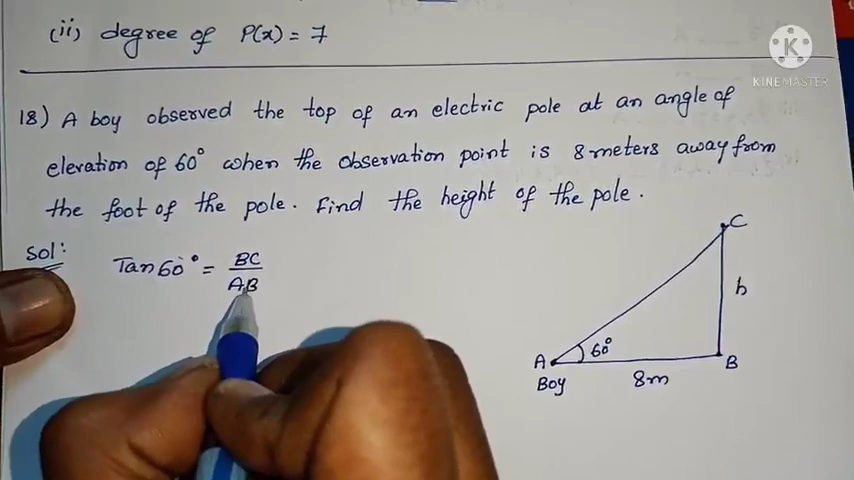 (ii) degree of P(x) = 7
K
KINEMASTER
18) A boy observed the top of an electric pole at an angle of
elevation of 60° when the observation point is 8 meters away from
the foot of the pole. Find the height of the pole.
Sol:
Tan 60° = BC/AB
C
h
A 60° B
Boy 8m